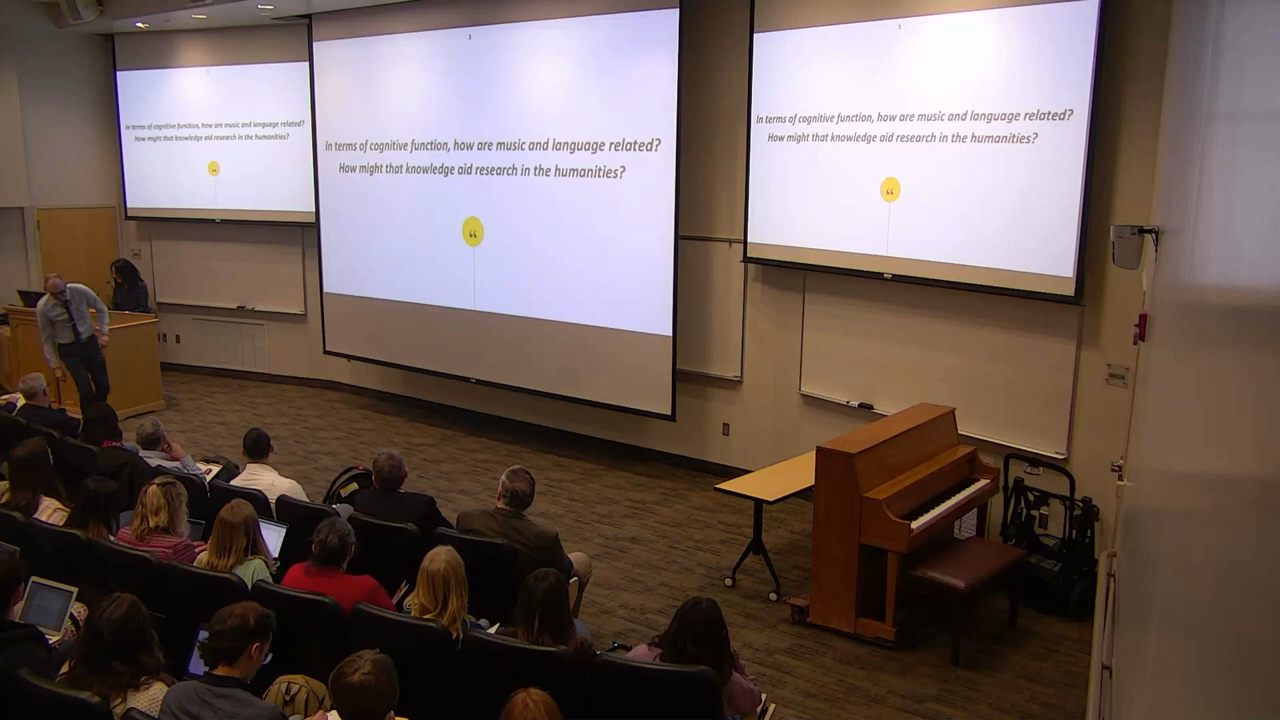 3
In terms of cognitive function, how are music and language related?
How might that knowledge aid research in the humanities?
“
In terms of cognitive function, how are music and language related?
How might that knowledge aid research in the humanities?
“
3
In terms of cognitive function, how are music and language related?
How might that knowledge aid research in the humanities?
“